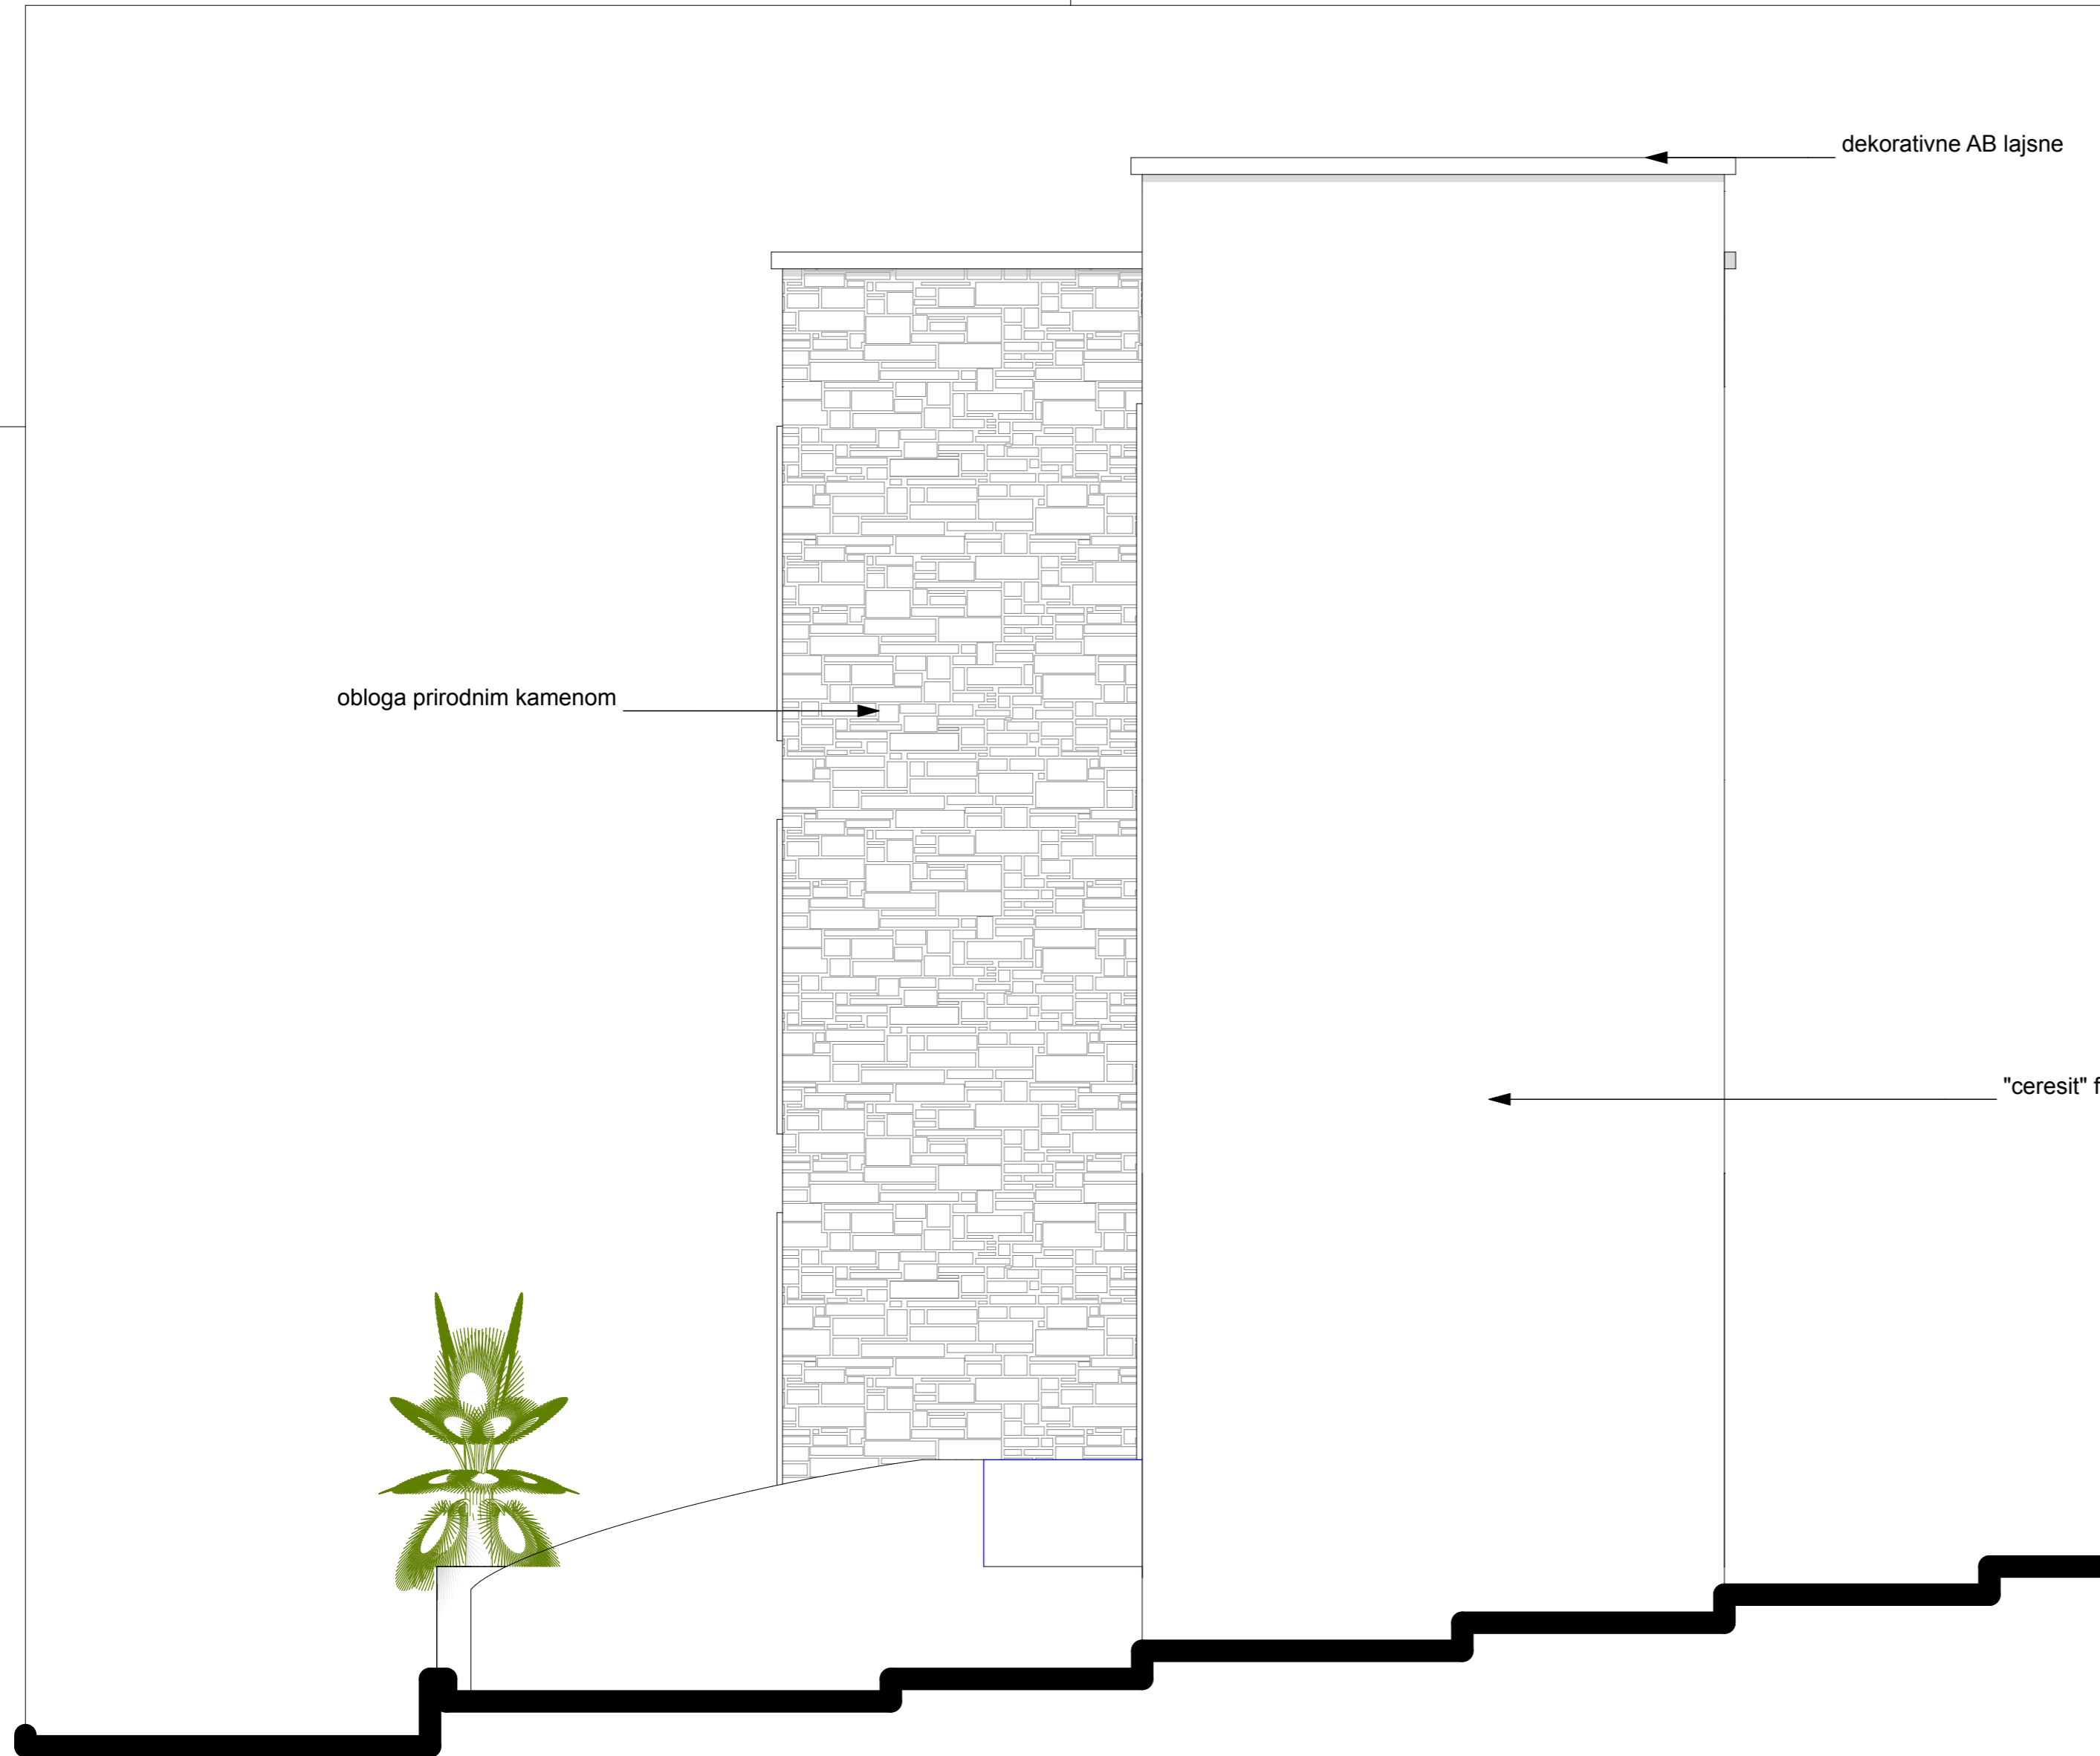 dekorativne AB lajsne
obloga prirodnim kamenom
"ceresit" f